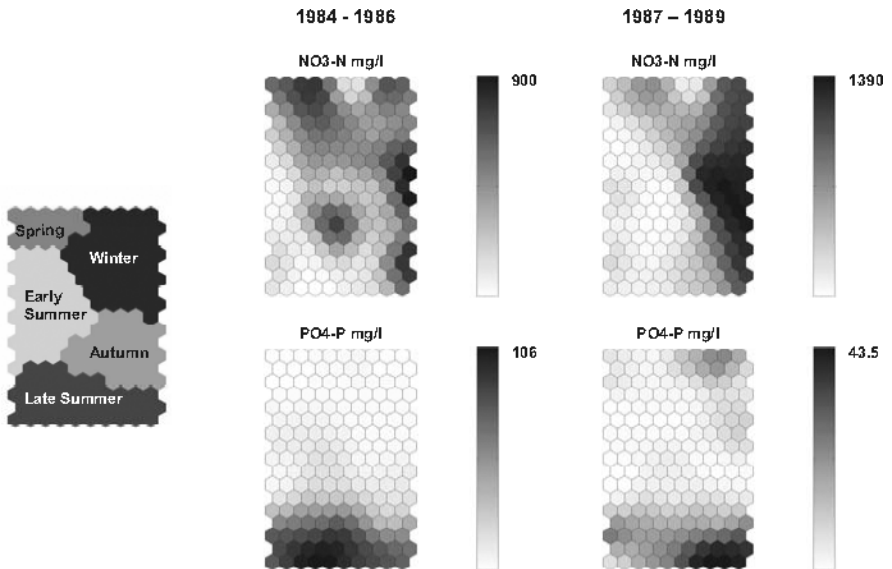 1984 - 1986
1987 – 1989
NO3-N mg/l
NO3-N mg/l
900
1390
Spring
Winter
Early
Summer
Autumn
Late Summer
PO4-P mg/l
PO4-P mg/l
106
43.5